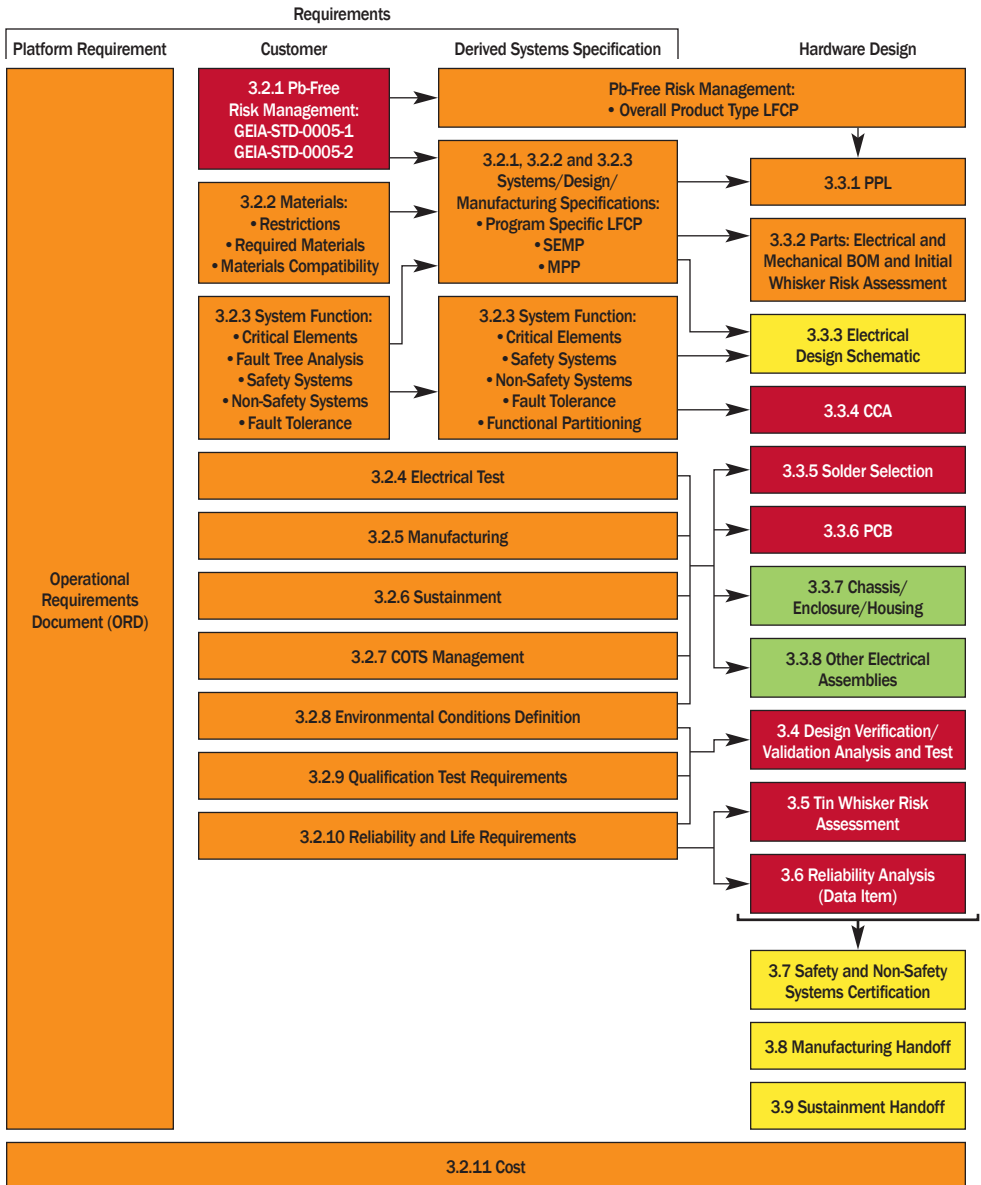 Requirements
Platform Requirement
Customer
Derived Systems Specification
Hardware Design
Operational
Requirements
Document (ORD)
3.2.1 Pb-Free
Risk Management:
GEIA-STD-0005-1
GEIA-STD-0005-2
3.2.2 Materials:
• Restrictions
• Required Materials
• Materials Compatibility
3.2.3 System Function:
• Critical Elements
• Fault Tree Analysis
• Safety Systems
• Non-Safety Systems
• Fault Tolerance
Pb-Free Risk Management:
• Overall Product Type LFCP
3.2.1, 3.2.2 and 3.2.3
Systems/Design/
Manufacturing Specifications:
• Program Specific LFCP
• SEMP
• MPP
3.2.3 System Function:
• Critical Elements
• Safety Systems
• Non-Safety Systems
• Fault Tolerance
• Functional Partitioning
3.2.4 Electrical Test
3.2.5 Manufacturing
3.2.6 Sustainment
3.2.7 COTS Management
3.2.8 Environmental Conditions Definition
3.2.9 Qualification Test Requirements
3.2.10 Reliability and Life Requirements
3.3.1 PPL
3.3.2 Parts: Electrical and
Mechanical BOM and Initial
Whisker Risk Assessment
3.3.3 Electrical
Design Schematic
3.3.4 CCA
3.3.5 Solder Selection
3.3.6 PCB
3.3.7 Chassis/
Enclosure/Housing
3.3.8 Other Electrical
Assemblies
3.4 Design Verification/
Validation Analysis and Test
3.5 Tin Whisker Risk
Assessment
3.6 Reliability Analysis
(Data Item)
3.7 Safety and Non-Safety
Systems Certification
3.8 Manufacturing Handoff
3.9 Sustainment Handoff
3.2.11 Cost